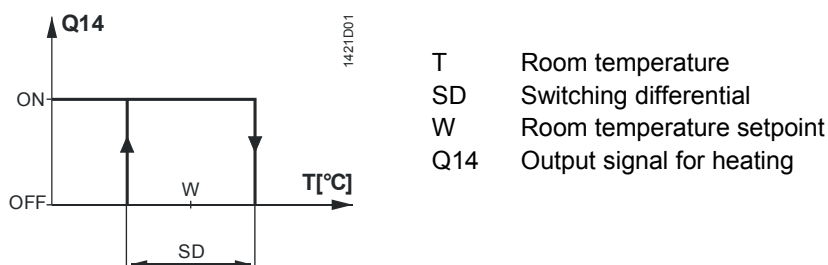 Q14
1421D01
ON
OFF
W
T[°C]
SD
T Room temperature
SD Switching differential
W Room temperature setpoint
Q14 Output signal for heating